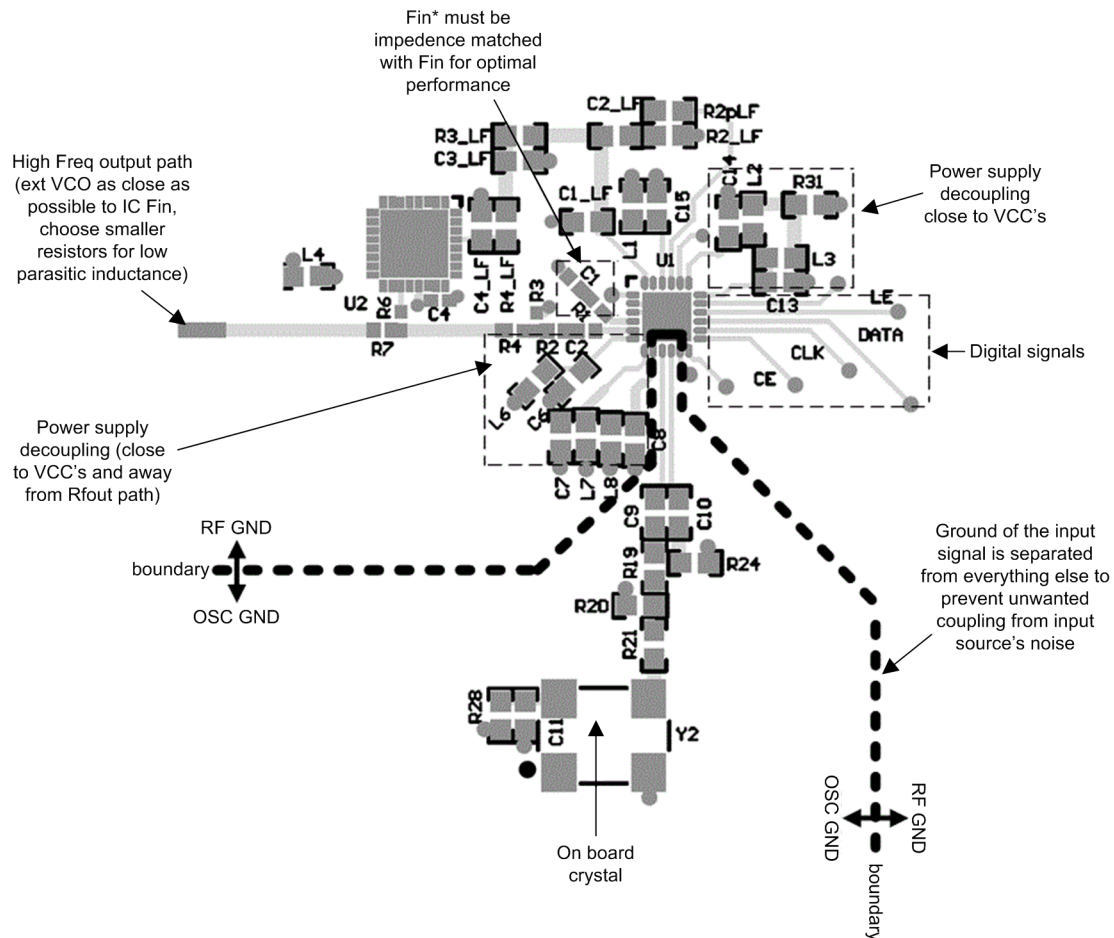 Fin* must be
impedence matched
with Fin for optimal
performance
High Freq output path
(ext VCO as close as
possible to IC Fin,
choose smaller
resistors for low
parasitic inductance)
Power supply
decoupling
close to VCC's
Digital signals
Power supply
decoupling (close
to VCC's and away
from Rfout path)
RF GND
boundary
OSC GND
Ground of the input
signal is separated
from everything else to
prevent unwanted
coupling from input
source's noise
On board
crystal
OSC GND
RF GND
boundary
C2_LF
R2pLF
R3_LF
R2_LF
C3_LF
C14
L2
R31
C1_LF
C15
L1
U1
L3
L4
C4_LF
R4_LF
C1
R3
U2
R6
C4
C13
LE
DATA
R7
R4
R2
C2
CLK
CE
L6
C6
C8
C7
L7
L8
C9
C10
R19
R24
R20
R21
R28
C11
Y2